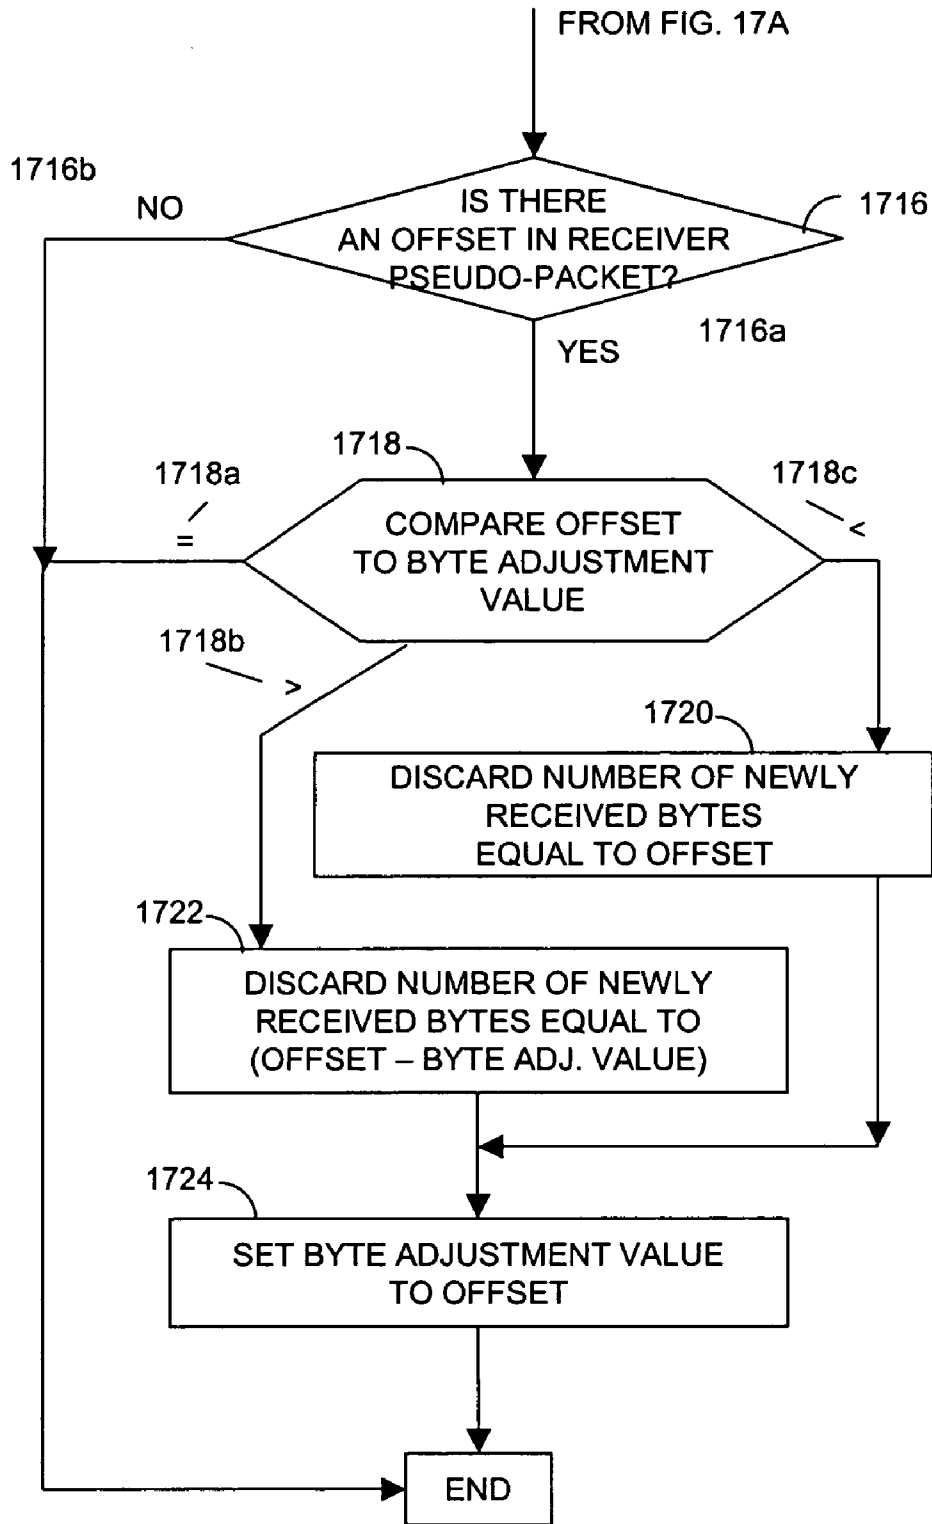 FROM FIG. 17A
1716b
NO
IS THERE
AN OFFSET IN RECEIVER
PSEUDO-PACKET?
1716
1716a
YES
1718
1718a
=
1718c
<
COMPARE OFFSET
TO BYTE ADJUSTMENT
VALUE
1718b
>
1720
DISCARD NUMBER OF NEWLY
RECEIVED BYTES
EQUAL TO OFFSET
1722
DISCARD NUMBER OF NEWLY
RECEIVED BYTES EQUAL TO
(OFFSET – BYTE ADJ. VALUE)
1724
SET BYTE ADJUSTMENT VALUE
TO OFFSET
END